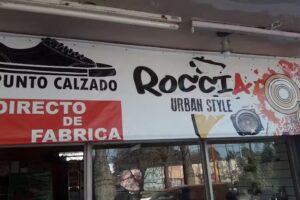 PUNTO CALZADO
DIRECTO
DE
FABRICA
ROCCIA
URBAN STYLE